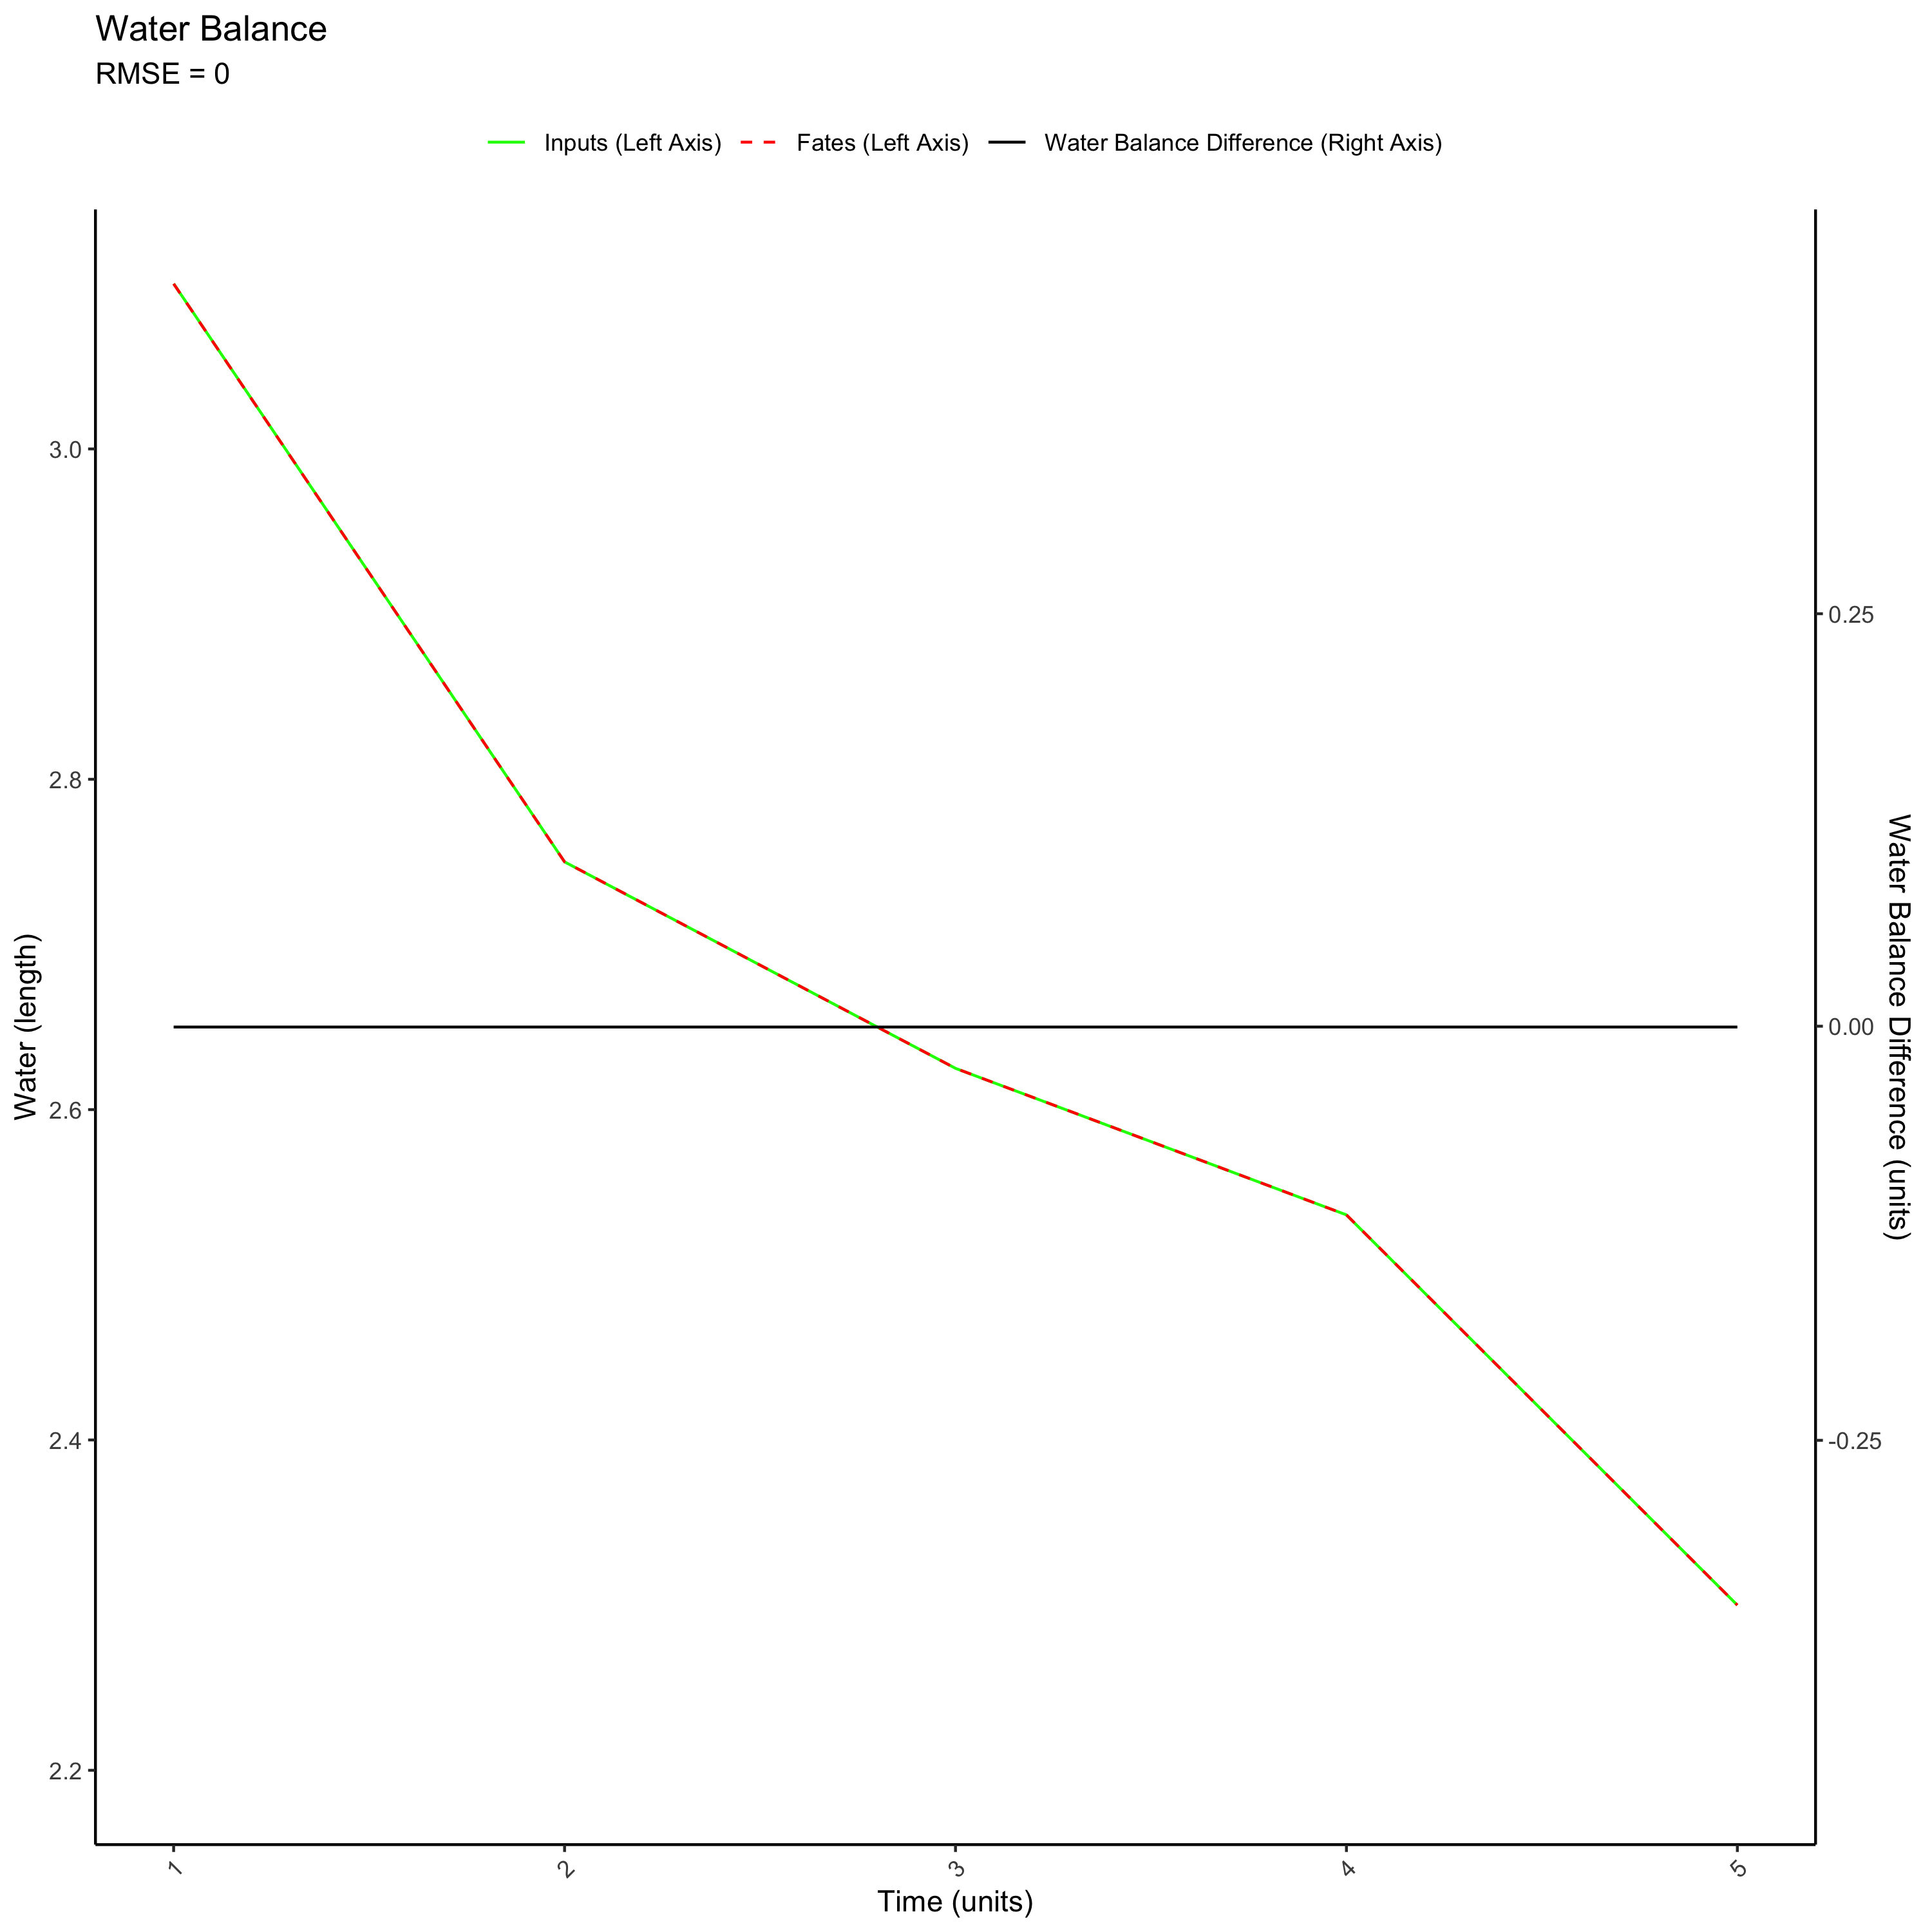 Water Balance
RMSE = 0
Inputs (Left Axis) Fates (Left Axis) Water Balance Difference (Right Axis)
Water (length)
3.0
2.8
2.6
2.4
2.2
0.25
0.00
-0.25
Water Balance Difference (units)
1 2 3 4 5
Time (units)